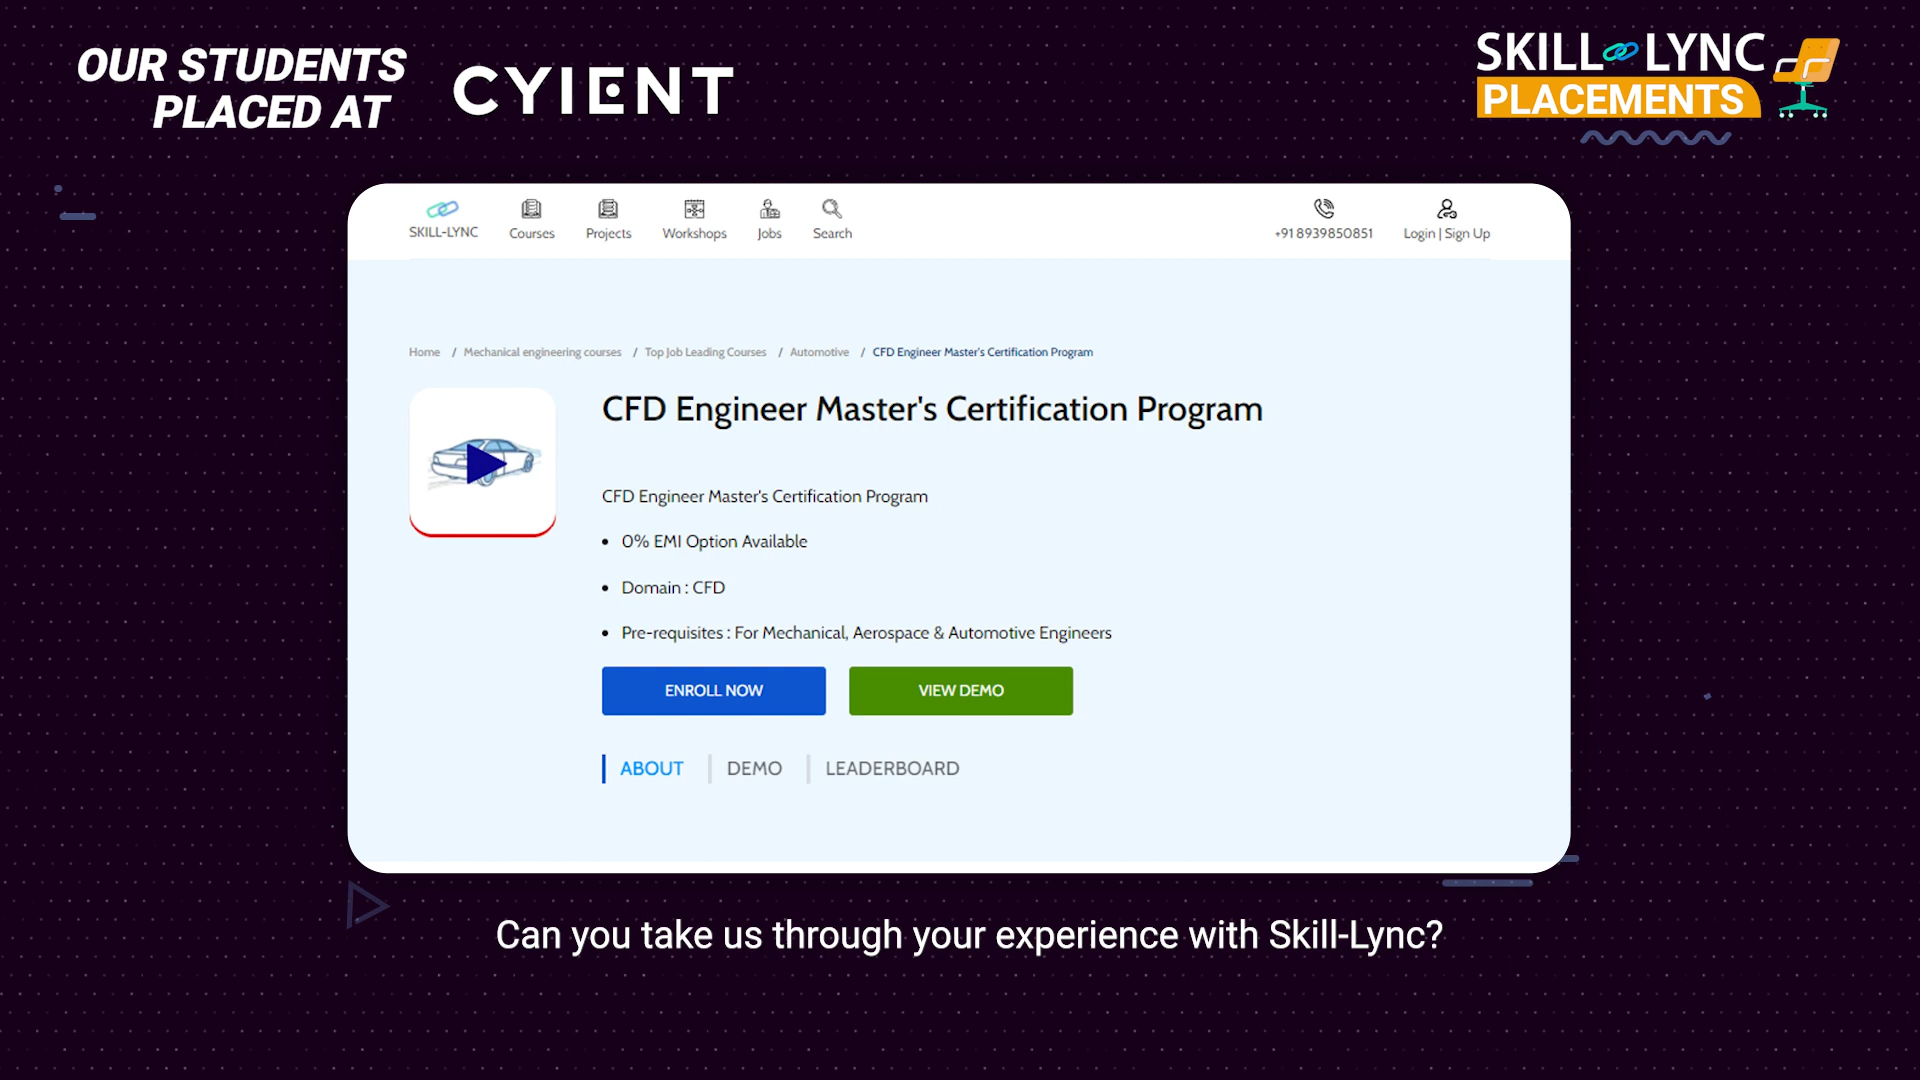 OUR STUDENTS
PLACED AT
CYIENT
SKILL LYNC
PLACEMENTS
SKILL-LYNC
Courses
Projects
Workshops
Jobs
Search
+91 8939850851
Login | Sign Up
Home / Mechanical engineering courses / Top Job Leading Courses / Automotive / CFD Engineer Master's Certification Program
CFD Engineer Master's Certification Program
CFD Engineer Master's Certification Program
• 0% EMI Option Available
• Domain : CFD
• Pre-requisites : For Mechanical, Aerospace & Automotive Engineers
ENROLL NOW
VIEW DEMO
ABOUT
DEMO
LEADERBOARD
Can you take us through your experience with Skill-Lync?